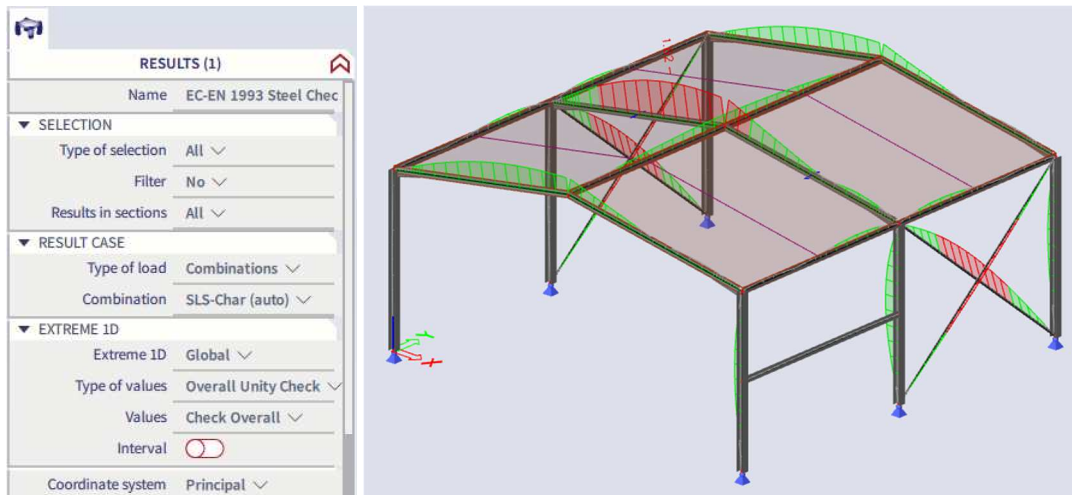 RESULTS (1)
Name EC-EN 1993 Steel Chec
SELECTION
Type of selection All
Filter No
Results in sections All
RESULT CASE
Type of load Combinations
Combination SLS-Char (auto)
EXTREME 1D
Extreme 1D Global
Type of values Overall Unity Check
Values Check Overall
Interval
Coordinate system Principal
Y
X